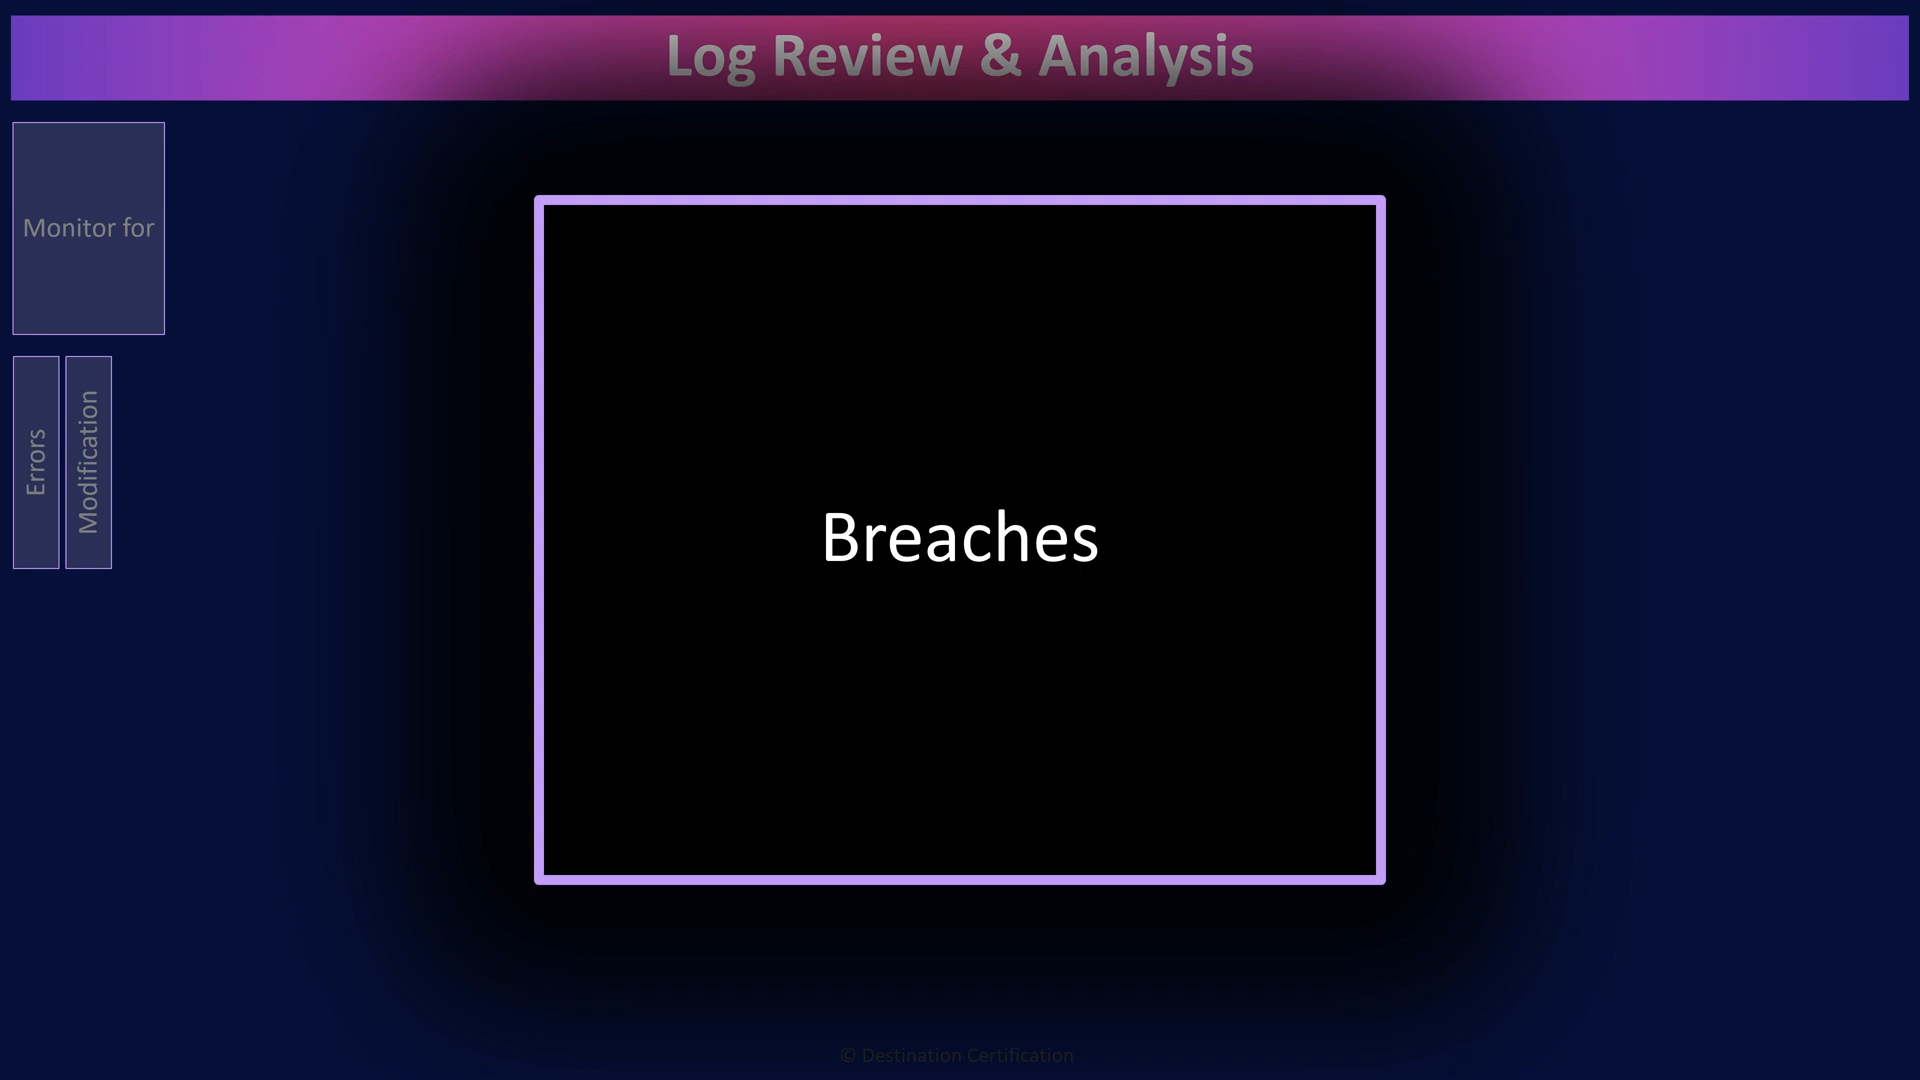 Log Review & Analysis
Monitor for
Errors
Modification
Breaches
© Destination Certification